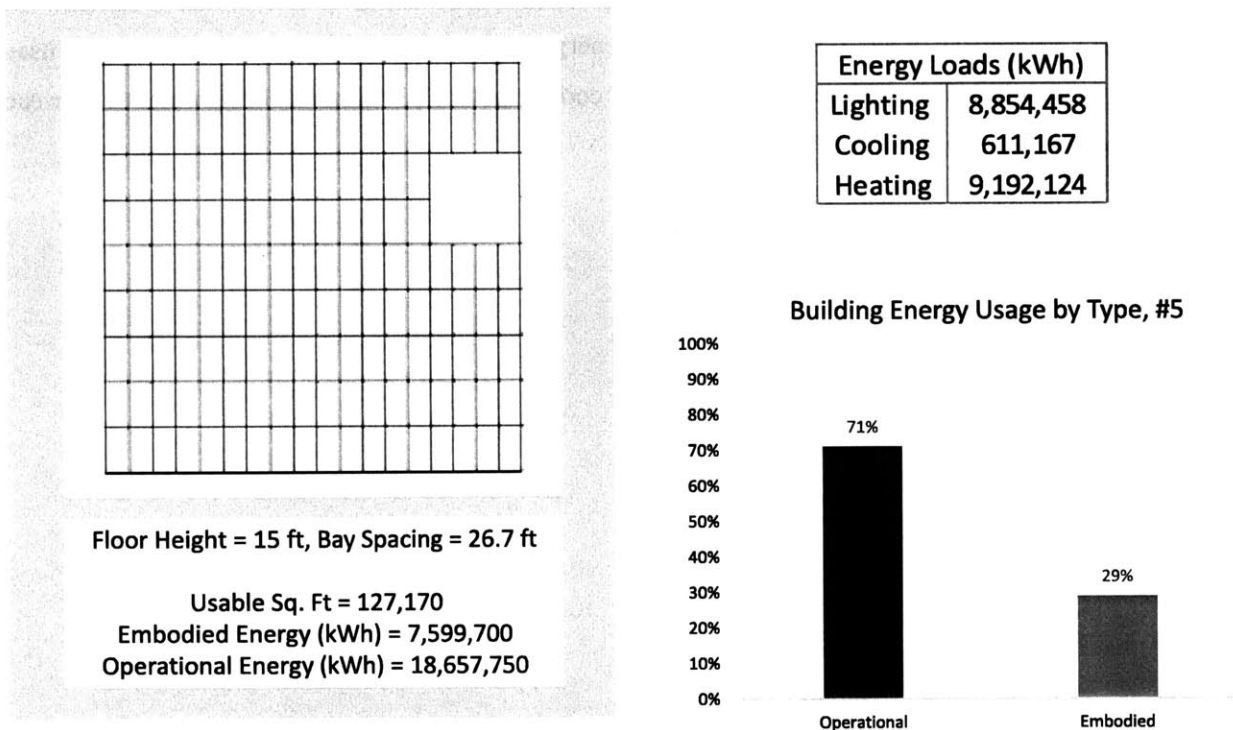 Floor Height = 15 ft, Bay Spacing = 26.7 ft
Usable Sq. Ft = 127,170
Embodied Energy (kWh) = 7,599,700
Operational Energy (kWh) = 18,657,750
Energy Loads (kWh)
Lighting 8,854,458
Cooling 611,167
Heating 9,192,124
Building Energy Usage by Type, #5
100%
90%
80%
70%
60%
50%
40%
30%
20%
10%
0%
71%
29%
Operational Embodied